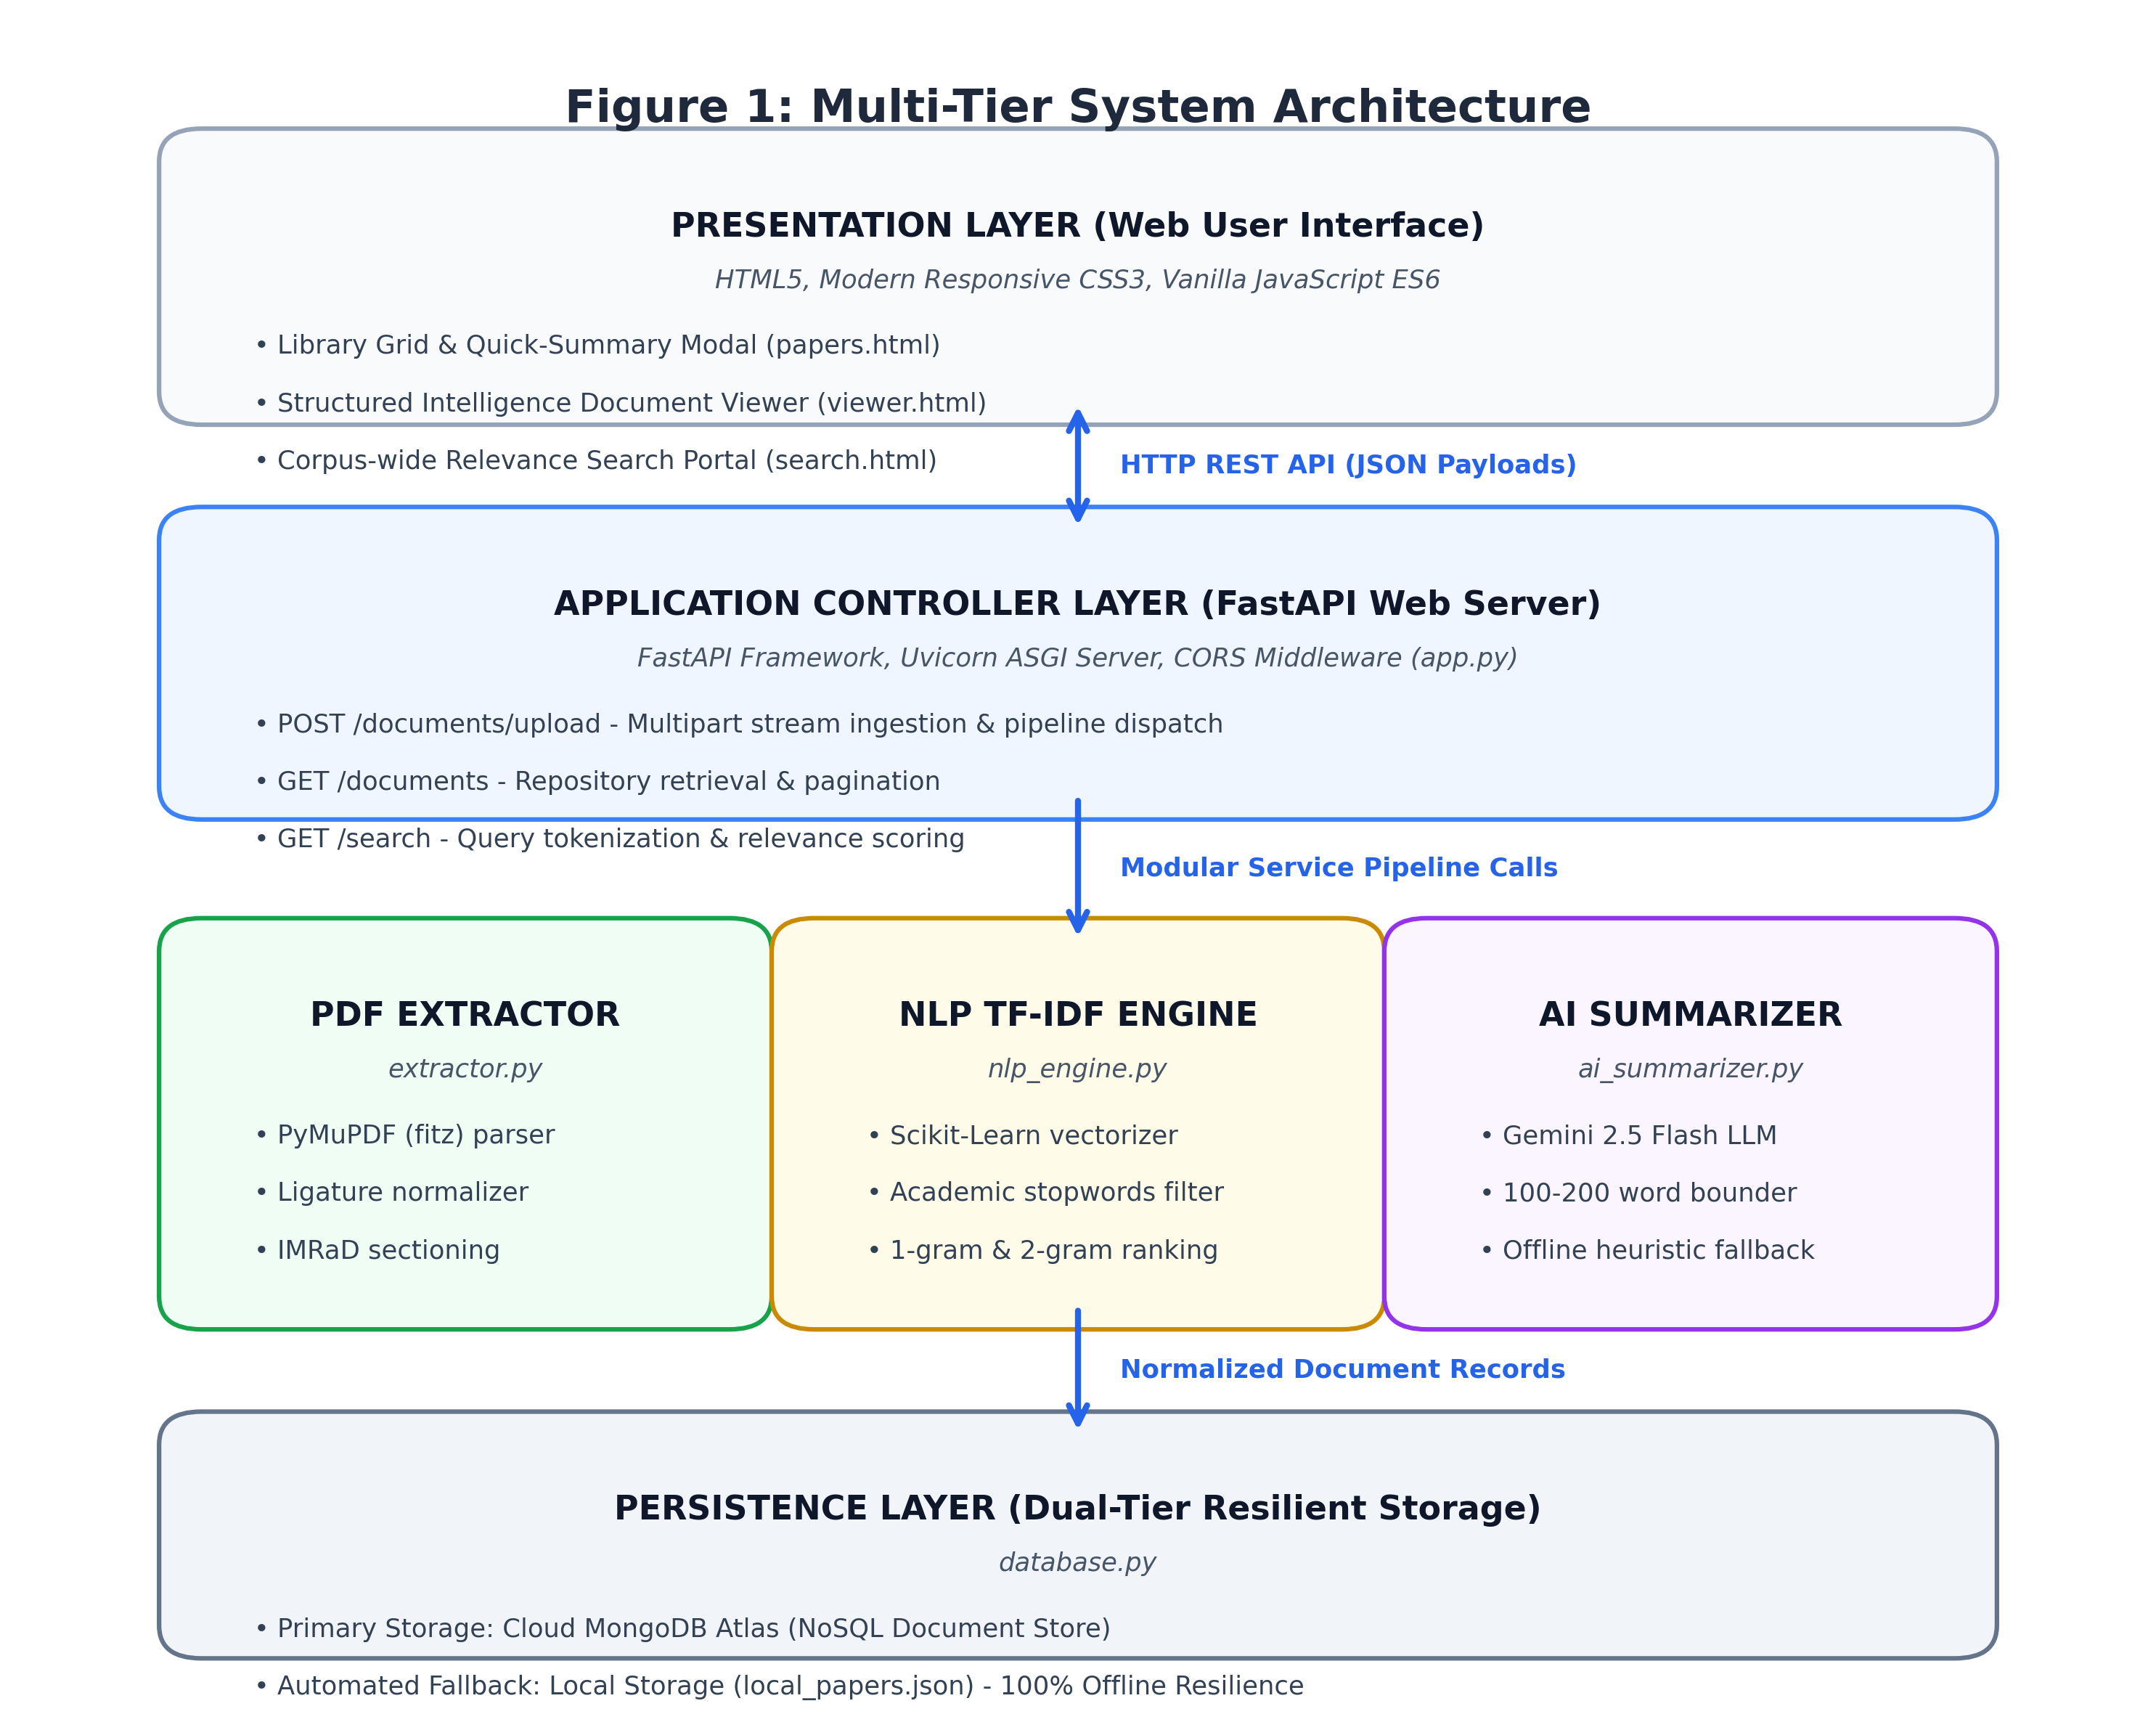 Figure 1: Multi-Tier System Architecture
PRESENTATION LAYER (Web User Interface)
HTML5, Modern Responsive CSS3, Vanilla JavaScript ES6
• Library Grid & Quick-Summary Modal (papers.html)
• Structured Intelligence Document Viewer (viewer.html)
• Corpus-wide Relevance Search Portal (search.html)
HTTP REST API (JSON Payloads)
APPLICATION CONTROLLER LAYER (FastAPI Web Server)
FastAPI Framework, Uvicorn ASGI Server, CORS Middleware (app.py)
• POST /documents/upload - Multipart stream ingestion & pipeline dispatch
• GET /documents - Repository retrieval & pagination
• GET /search - Query tokenization & relevance scoring
Modular Service Pipeline Calls
PDF EXTRACTOR
extractor.py
• PyMuPDF (fitz) parser
• Ligature normalizer
• IMRaD sectioning
NLP TF-IDF ENGINE
nlp_engine.py
• Scikit-Learn vectorizer
• Academic stopwords filter
• 1-gram & 2-gram ranking
AI SUMMARIZER
ai_summarizer.py
• Gemini 2.5 Flash LLM
• 100-200 word bounder
• Offline heuristic fallback
Normalized Document Records
PERSISTENCE LAYER (Dual-Tier Resilient Storage)
database.py
• Primary Storage: Cloud MongoDB Atlas (NoSQL Document Store)
• Automated Fallback: Local Storage (local_papers.json) - 100% Offline Resilience